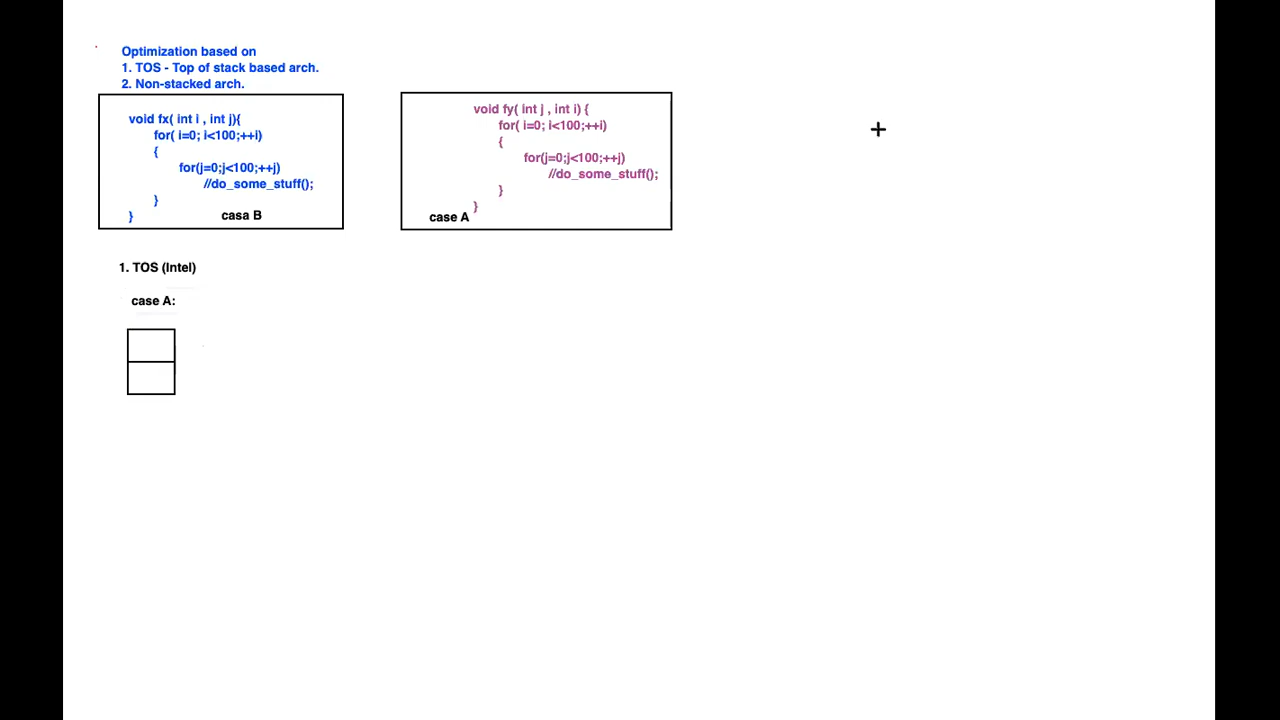 Optimization based on
1. TOS - Top of stack based arch.
2. Non-stacked arch.
void fx( int i , int j){
for( i=0; i<100;++i)
{
for(j=0;j<100;++j)
//do_some_stuff();
}
}
casa B
void fy( int j , int i) {
for( i=0; i<100;++i)
{
for(j=0;j<100;++j)
//do_some_stuff();
}
}
case A
1. TOS (Intel)
case A: